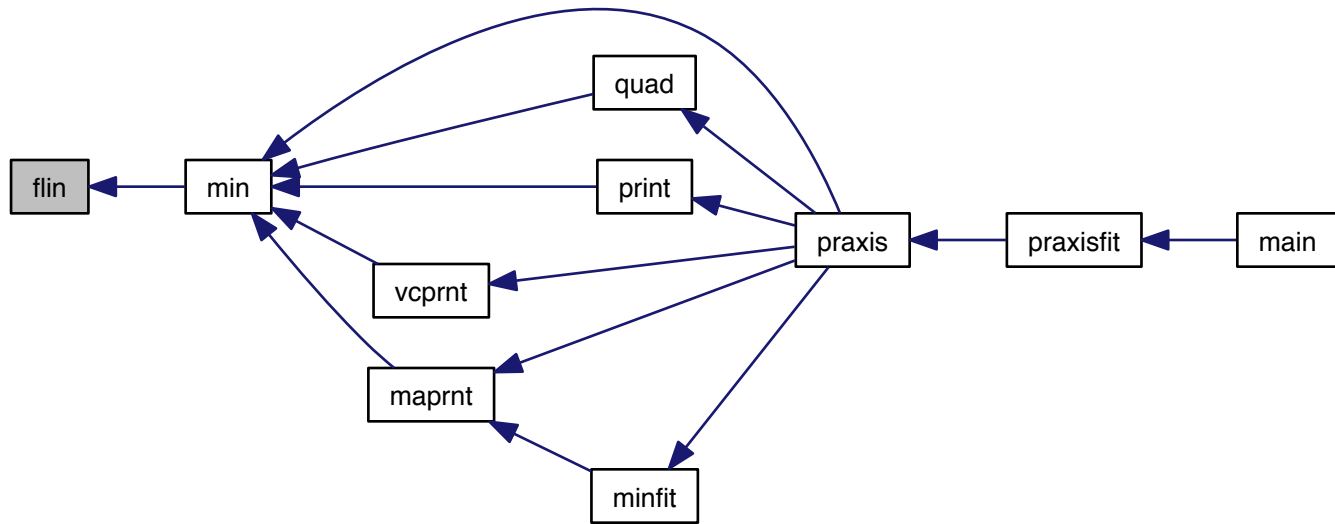 flin
min
quad
print
vcprnt
maprnt
minfit
praxis
praxisfit
main